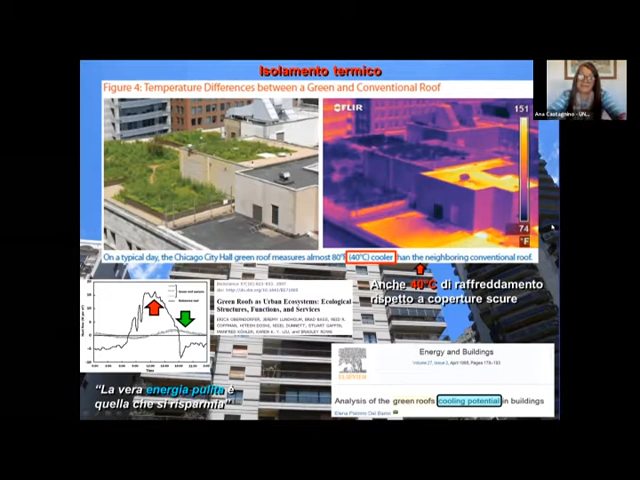 Isolamento termico
Figure 4: Temperature Differences between a Green and Conventional Roof
FLIR
151
74
°F
On a typical day, the Chicago City Hall green roof measures almost 80°F (40°C) cooler than the neighboring conventional roof.
Anche 40°C di raffreddamento
rispetto a coperture scure
Green Roofs as Urban Ecosystems: Ecological
Structures, Functions, and Services
ELSEVIER
Energy and Buildings
Analysis of the green roofs cooling potential in buildings
"La vera energia pulita è
quella che si risparmia"
Ana Castagnino - UN...